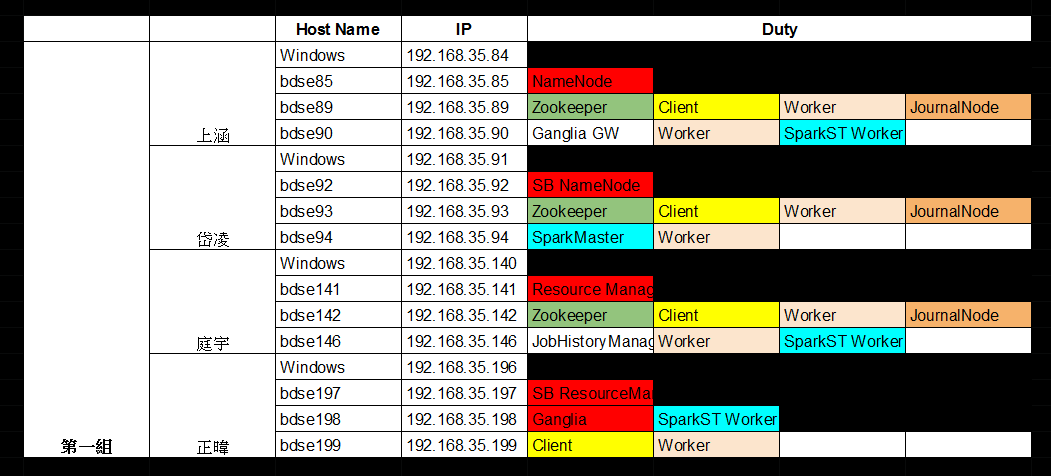 Host Name IP Duty
Windows 192.168.35.84
bdse85 192.168.35.85 NameNode
bdse89 192.168.35.89 Zookeeper Client Worker JournalNode
上涵 bdse90 192.168.35.90 Ganglia GW Worker SparkST Worker
Windows 192.168.35.91
bdse92 192.168.35.92 SB NameNode
bdse93 192.168.35.93 Zookeeper Client Worker JournalNode
岱凌 bdse94 192.168.35.94 SparkMaster Worker
Windows 192.168.35.140
bdse141 192.168.35.141 Resource Manag
bdse142 192.168.35.142 Zookeeper Client Worker JournalNode
庭宇 bdse146 192.168.35.146 JobHistoryManag Worker SparkST Worker
Windows 192.168.35.196
bdse197 192.168.35.197 SB ResourceMa
bdse198 192.168.35.198 Ganglia SparkST Worker
第一組 正暐 bdse199 192.168.35.199 Client Worker